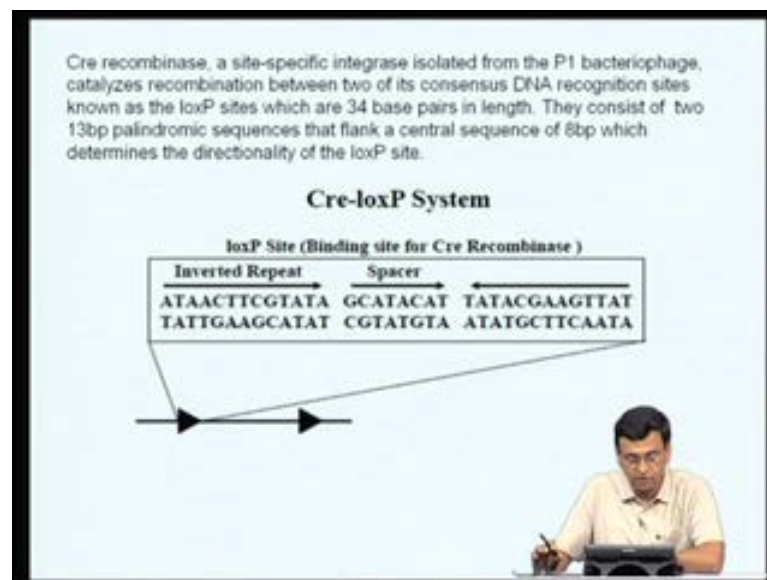 Cre recombinase, a site-specific integrase isolated from the P1 bacteriophage,
catalyzes recombination between two of its consensus DNA recognition sites
known as the loxP sites which are 34 base pairs in length. They consist of two
13bp palindromic sequences that flank a central sequence of 8bp which
determines the directionality of the loxP site.
Cre-loxP System
loxP Site (Binding site for Cre Recombinase )
Inverted Repeat Spacer
ATAACTTCGTATA GCATACAT TATACGAAGTTAT
TATTGAAGCATAT CGTATGTA ATATGCTTCAATA